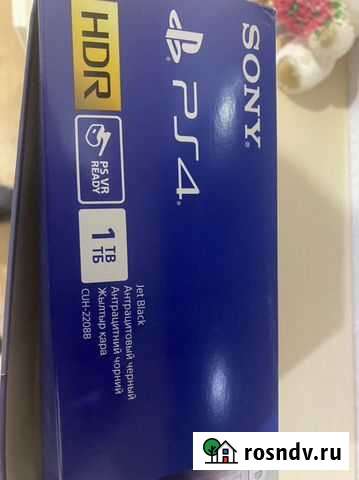 SONY
PS4
HDR
PS VR
READY
1 TB
ТБ
Jet Black
Антрацитовый черный
Антрацитний чорний
Жылтыр қара
CUH-2208B
rosndv.ru